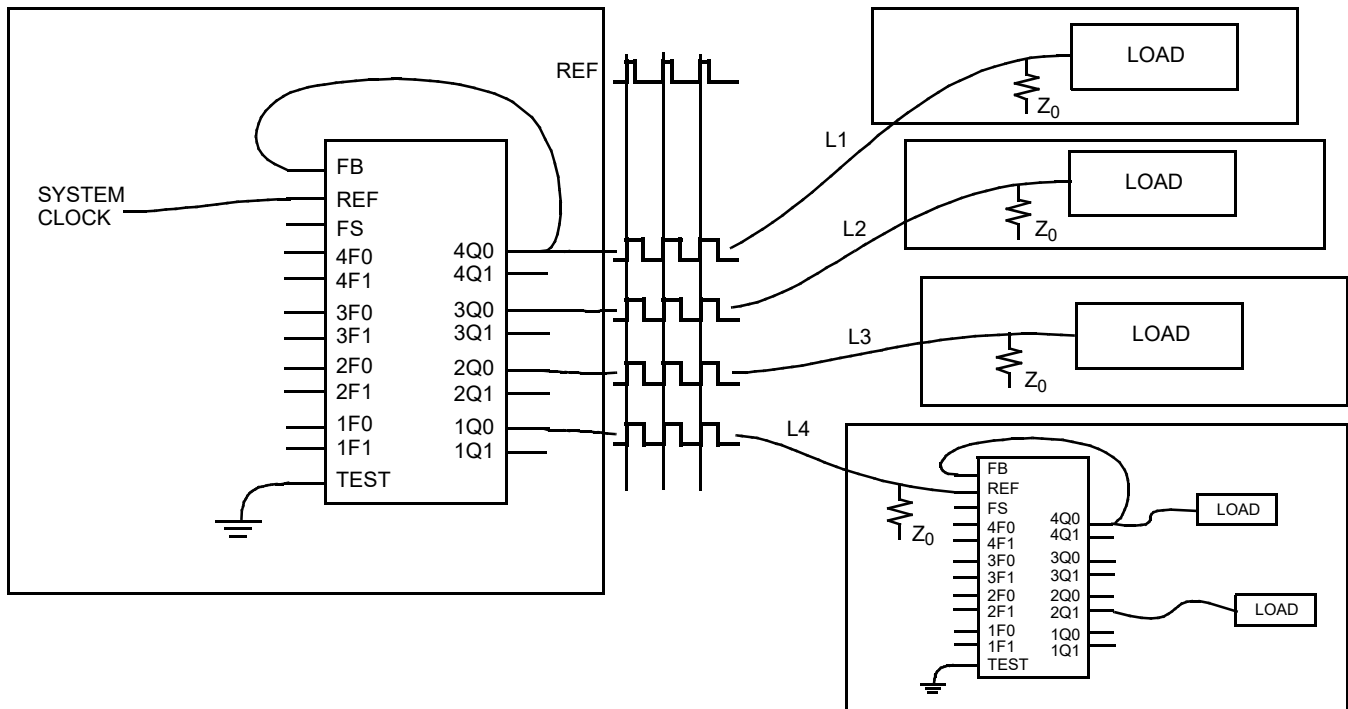 REF
SYSTEM
CLOCK
FB
REF
FS
4F0
4F1
3F0
3F1
2F0
2F1
1F0
1F1
TEST
4Q0
4Q1
3Q0
3Q1
2Q0
2Q1
1Q0
1Q1
L1
L2
L3
L4
LOAD
Z0
LOAD
Z0
LOAD
Z0
Z0
FB
REF
FS
4F0
4F1
3F0
3F1
2F0
2F1
1F0
1F1
TEST
4Q0
4Q1
3Q0
3Q1
2Q0
2Q1
1Q0
1Q1
LOAD
LOAD